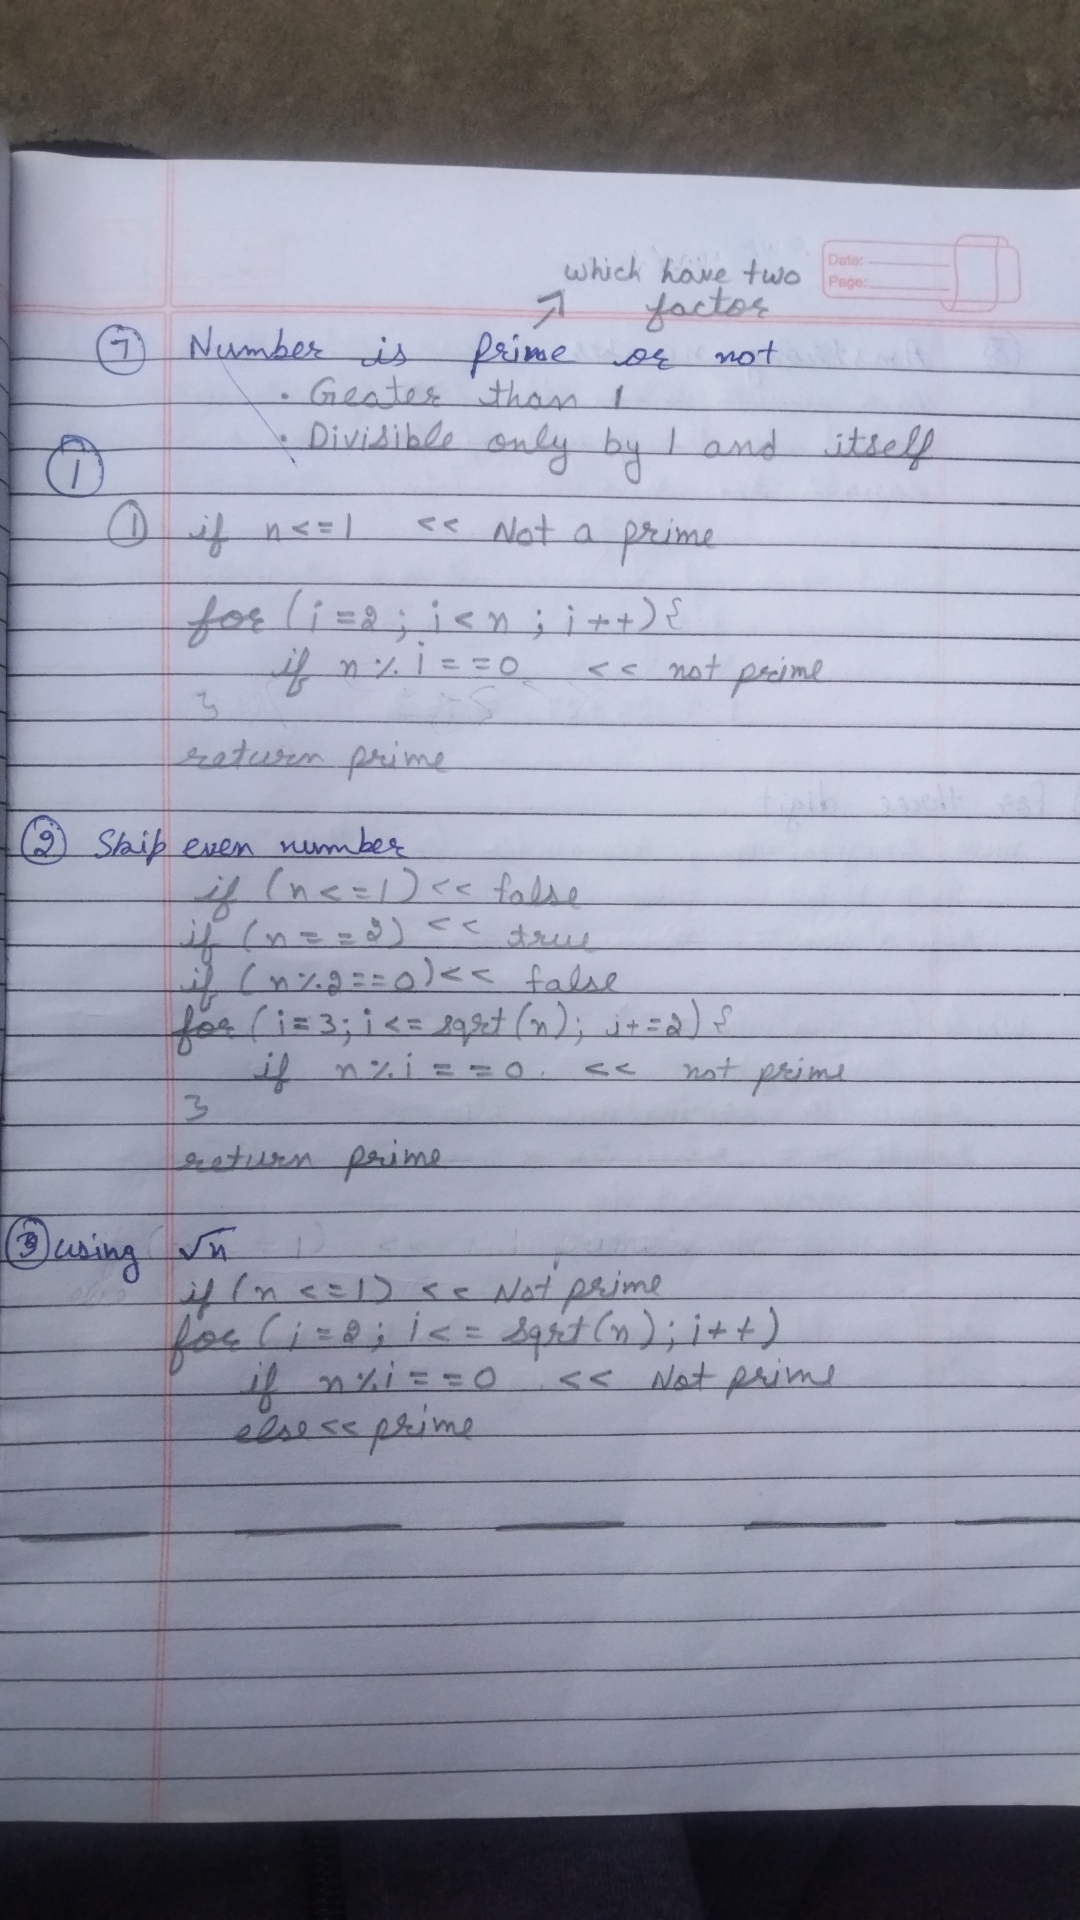 Date:
Page:
which have two
factor
7 Number is prime or not
• Greater than 1
• Divisible only by 1 and itself
1
1 if n<=1 << Not a prime
for (i=2; i<n; i++){
if n%i==0 << not prime
}
return prime
2 Skip even number
if (n<=1) << false
if (n==2) << true
if (n%2==0) << false
for (i=3; i<=sqrt(n); i+=2){
if n%i==0. << not prime
}
return prime
3 using √n
if (n<=1) << Not prime
for (i=2; i<=sqrt(n); i++)
if n%i==0 << Not prime
else << prime